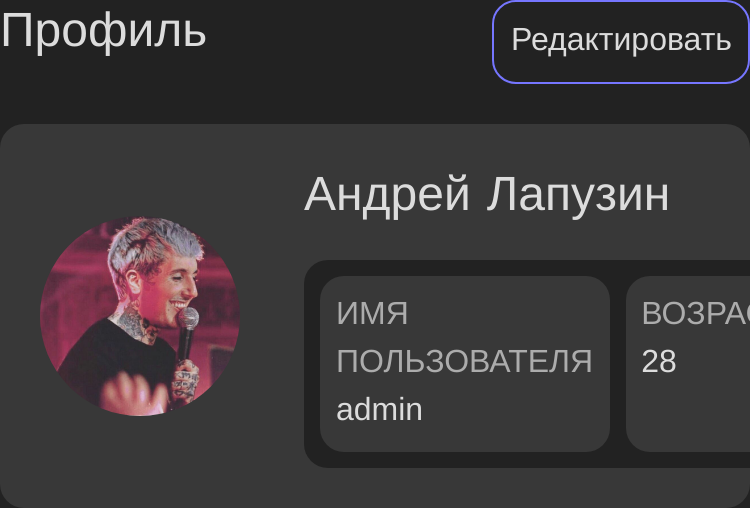 Профиль
Редактировать
Андрей Лапузин
ИМЯ
ПОЛЬЗОВАТЕЛЯ
admin
28